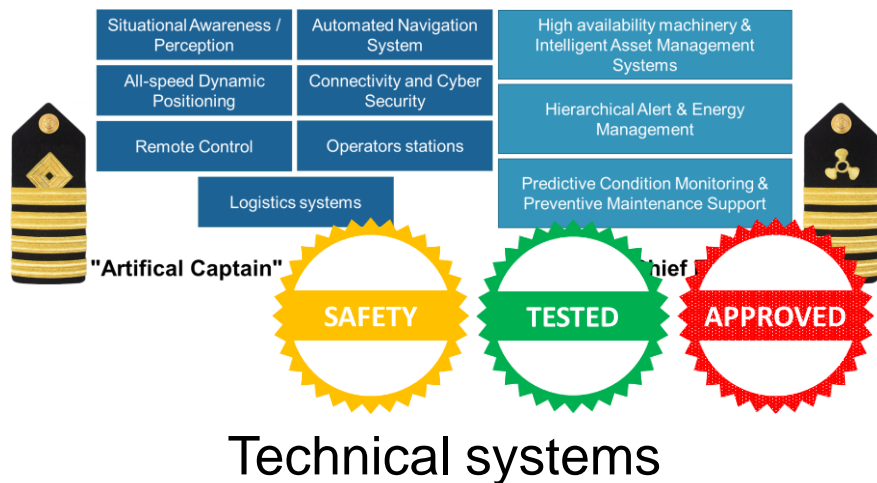 Situational Awareness /
Perception
Automated Navigation
System
High availability machinery &
Intelligent Asset Management
Systems
All-speed Dynamic
Positioning
Connectivity and Cyber
Security
Hierarchical Alert & Energy
Management
Remote Control
Operators stations
Predictive Condition Monitoring &
Preventive Maintenance Support
Logistics systems
"Artifical Captain"
hief
SAFETY
TESTED
APPROVED
Technical systems